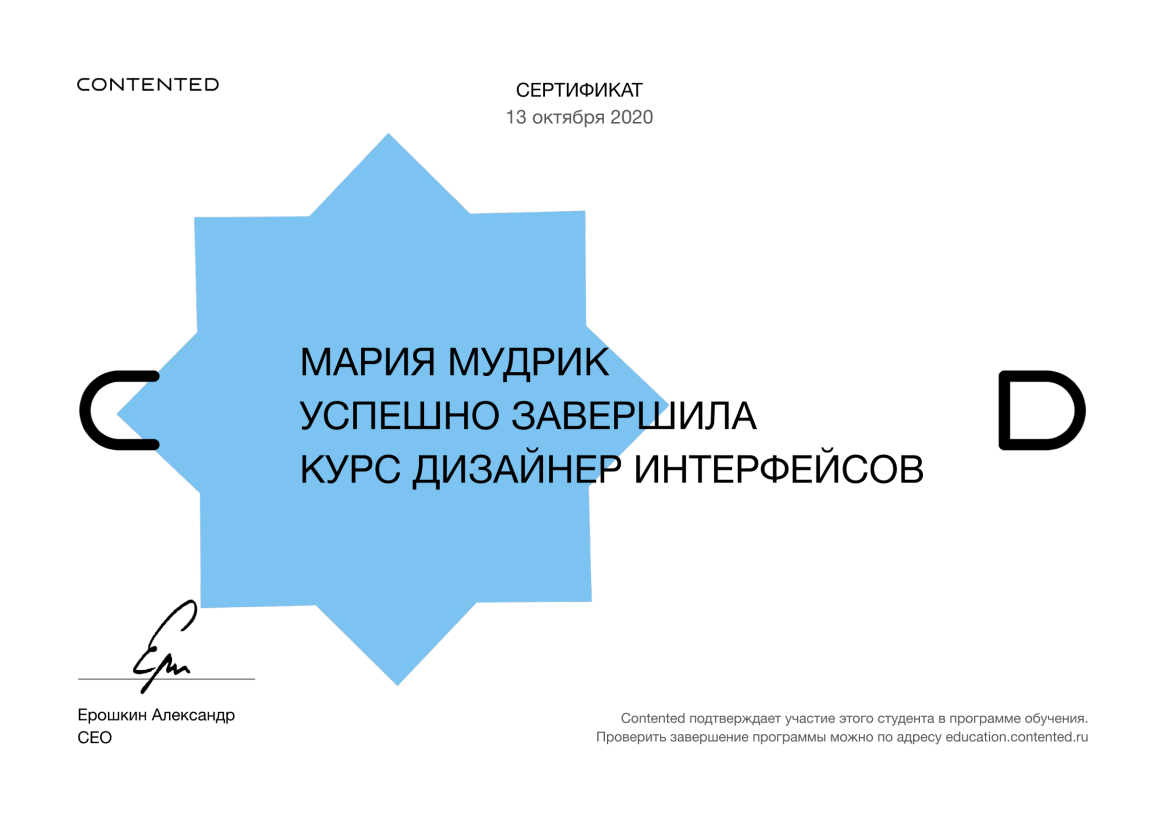 CONTENTED
СЕРТИФИКАТ
13 октября 2020
МАРИЯ МУДРИК
УСПЕШНО ЗАВЕРШИЛА
КУРС ДИЗАЙНЕР ИНТЕРФЕЙСОВ
C D
Ерошкин Александр
CEO
Contented подтверждает участие этого студента в программе обучения.
Проверить завершение программы можно по адресу education.contented.ru